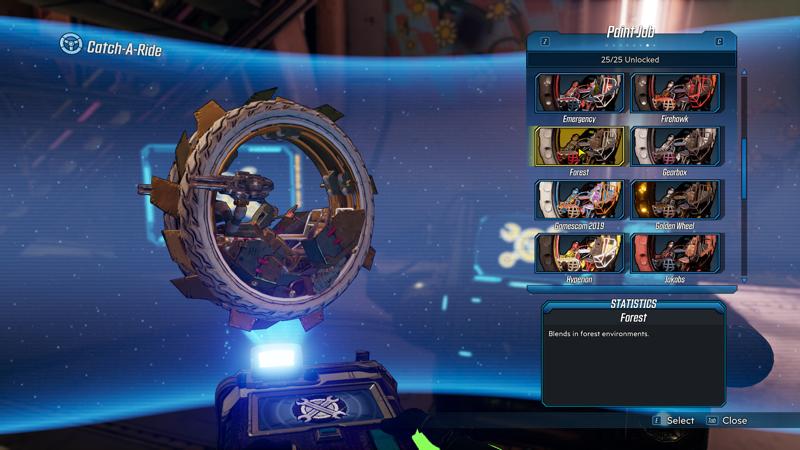 Catch-A-Ride
Paint Job
Z
C
25/25 Unlocked
Emergency
Firehawk
Forest
Gearbox
Gamescom 2019
Golden Wheel
Hyperion
Jakobs
STATISTICS
Forest
Blends in forest environments.
E Select
Tab Close